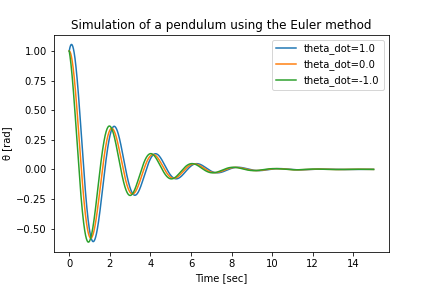 Simulation of a pendulum using the Euler method
theta_dot=1.0
theta_dot=0.0
theta_dot=-1.0
θ [rad]
1.00
0.75
0.50
0.25
0.00
−0.25
−0.50
0 2 4 6 8 10 12 14
Time [sec]